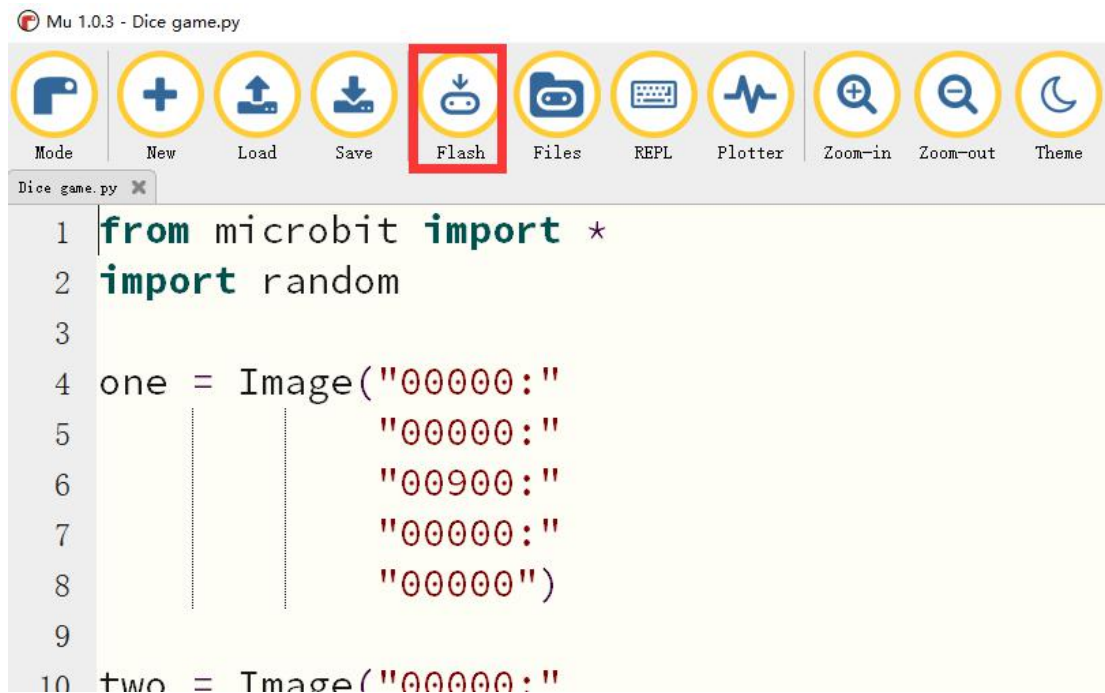 Mu 1.0.3 - Dice game.py
Mode New Load Save Flash Files REPL Plotter Zoom-in Zoom-out Theme
Dice game.py
1 from microbit import *
2 import random
3
4 one = Image("00000:"
5 "00000:"
6 "00900:"
7 "00000:"
8 "00000")
9
10 two = Image("00000:"